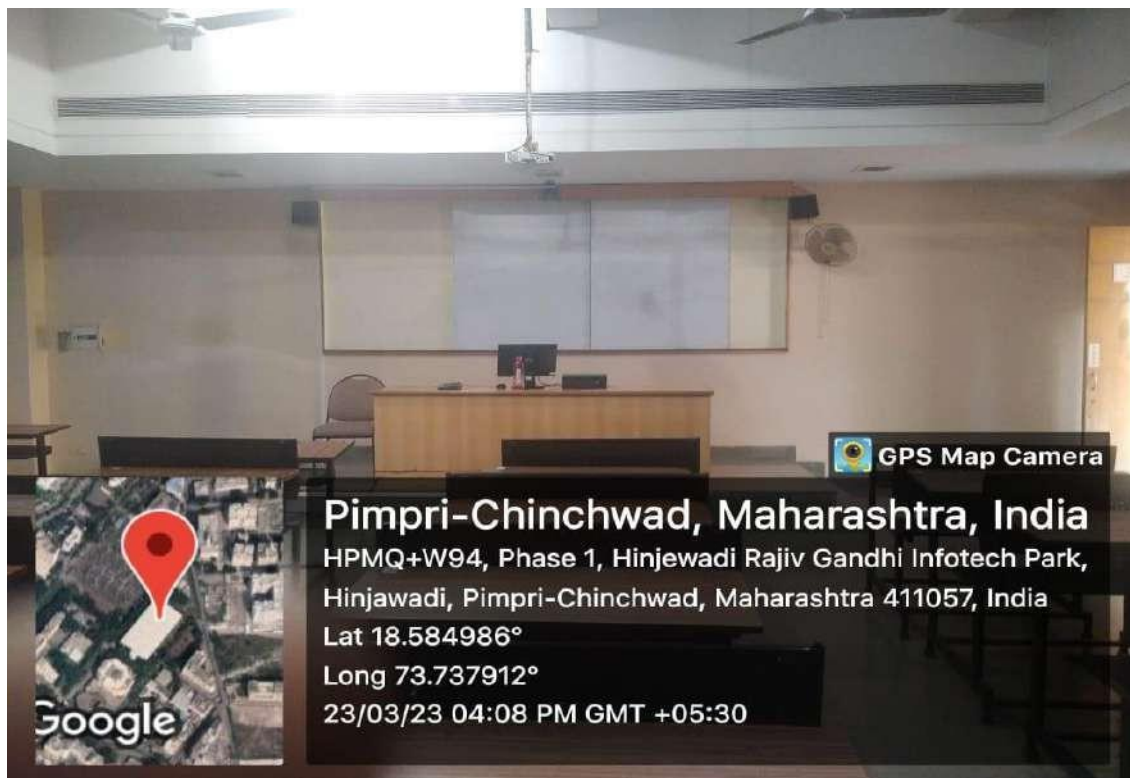 GPS Map Camera
Pimpri-Chinchwad, Maharashtra, India
HPMQ+W94, Phase 1, Hinjewadi Rajiv Gandhi Infotech Park,
Hinjawadi, Pimpri-Chinchwad, Maharashtra 411057, India
Lat 18.584986°
Long 73.737912°
23/03/23 04:08 PM GMT +05:30
Google